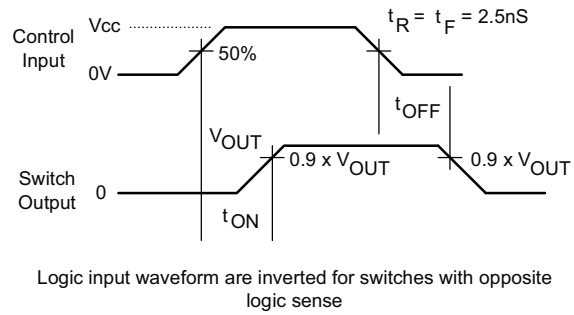 Vcc
tR = tF = 2.5nS
Control
Input
50%
0V
tOFF
VOUT
0.9 x VOUT
0.9 x VOUT
Switch
Output
0
tON
Logic input waveform are inverted for switches with opposite
logic sense